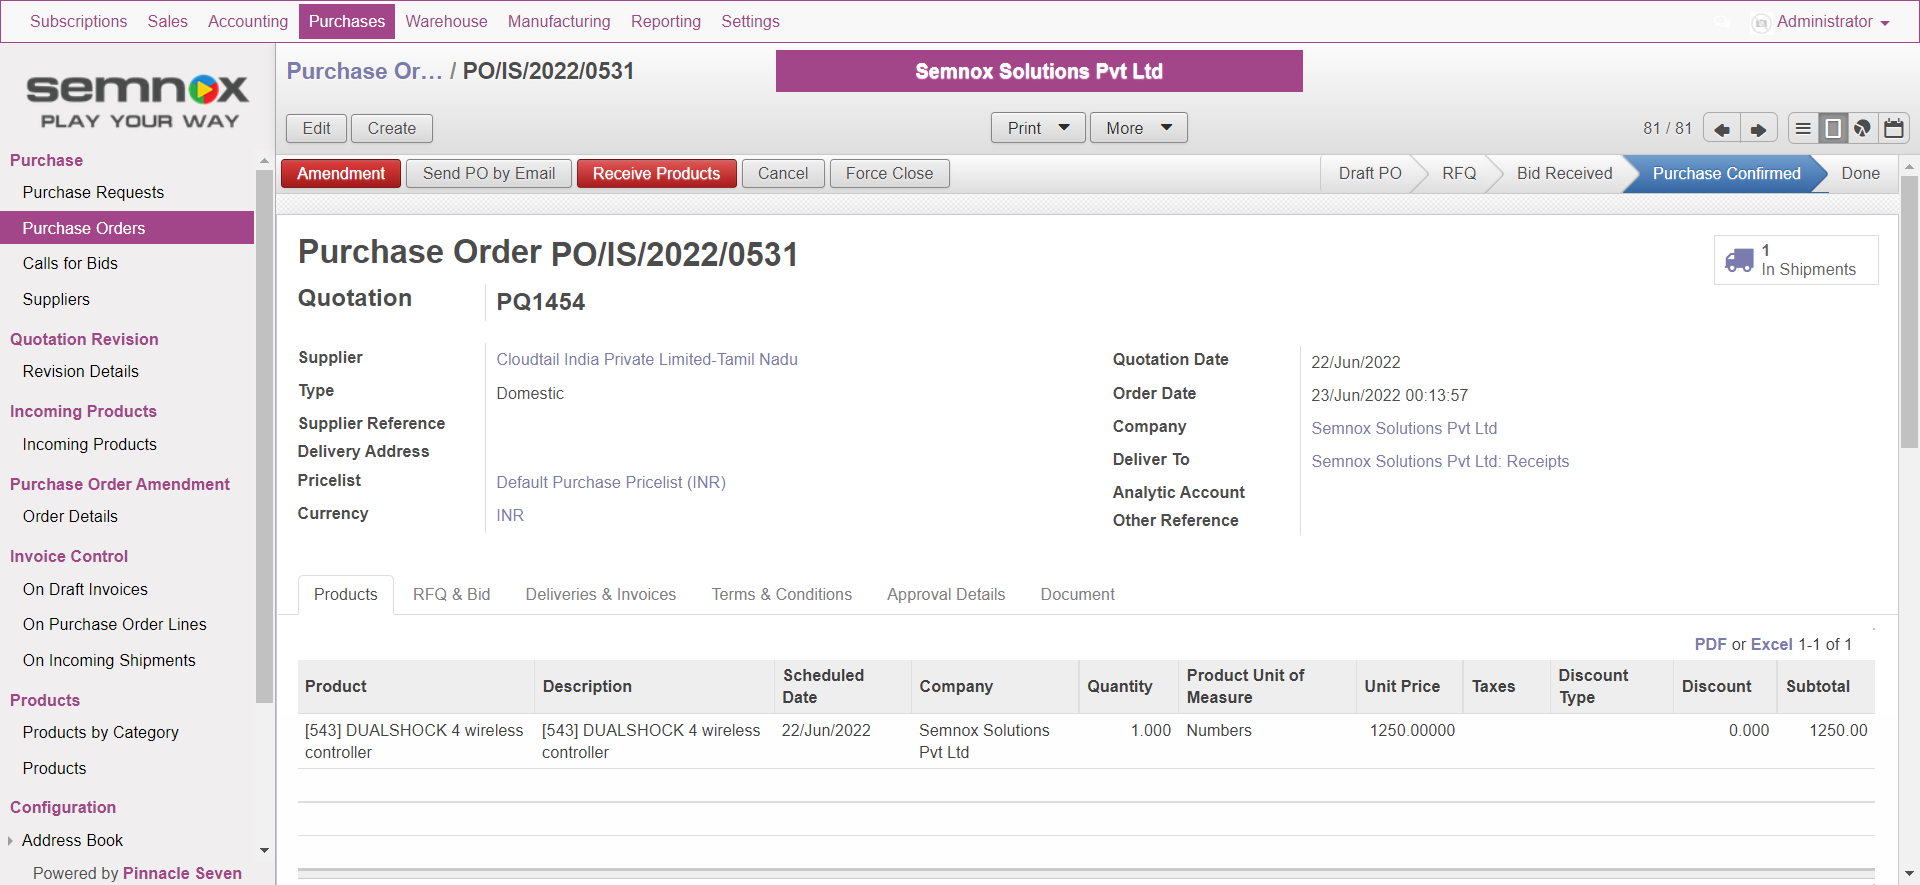 Subscriptions Sales Accounting Purchases Warehouse Manufacturing Reporting Settings Administrator
semnox
PLAY YOUR WAY
Purchase Or... / PO/IS/2022/0531
Semnox Solutions Pvt Ltd
Edit Create Print More 81 / 81
Amendment Send PO by Email Receive Products Cancel Force Close Draft PO RFQ Bid Received Purchase Confirmed Done
Purchase
Purchase Requests
Purchase Orders
Calls for Bids
Suppliers
Quotation Revision
Revision Details
Incoming Products
Incoming Products
Purchase Order Amendment
Order Details
Invoice Control
On Draft Invoices
On Purchase Order Lines
On Incoming Shipments
Products
Products by Category
Products
Configuration
Address Book
Powered by Pinnacle Seven
Purchase Order PO/IS/2022/0531
1
In Shipments
Quotation PQ1454
Supplier Cloudtail India Private Limited-Tamil Nadu
Type Domestic
Supplier Reference
Delivery Address
Pricelist Default Purchase Pricelist (INR)
Currency INR
Quotation Date 22/Jun/2022
Order Date 23/Jun/2022 00:13:57
Company Semnox Solutions Pvt Ltd
Deliver To Semnox Solutions Pvt Ltd: Receipts
Analytic Account
Other Reference
Products RFQ & Bid Deliveries & Invoices Terms & Conditions Approval Details Document
PDF or Excel 1-1 of 1
Product Description Scheduled Date Company Quantity Product Unit of Measure Unit Price Taxes Discount Type Discount Subtotal
[543] DUALSHOCK 4 wireless controller [543] DUALSHOCK 4 wireless controller 22/Jun/2022 Semnox Solutions Pvt Ltd 1.000 Numbers 1250.00000 0.000 1250.00